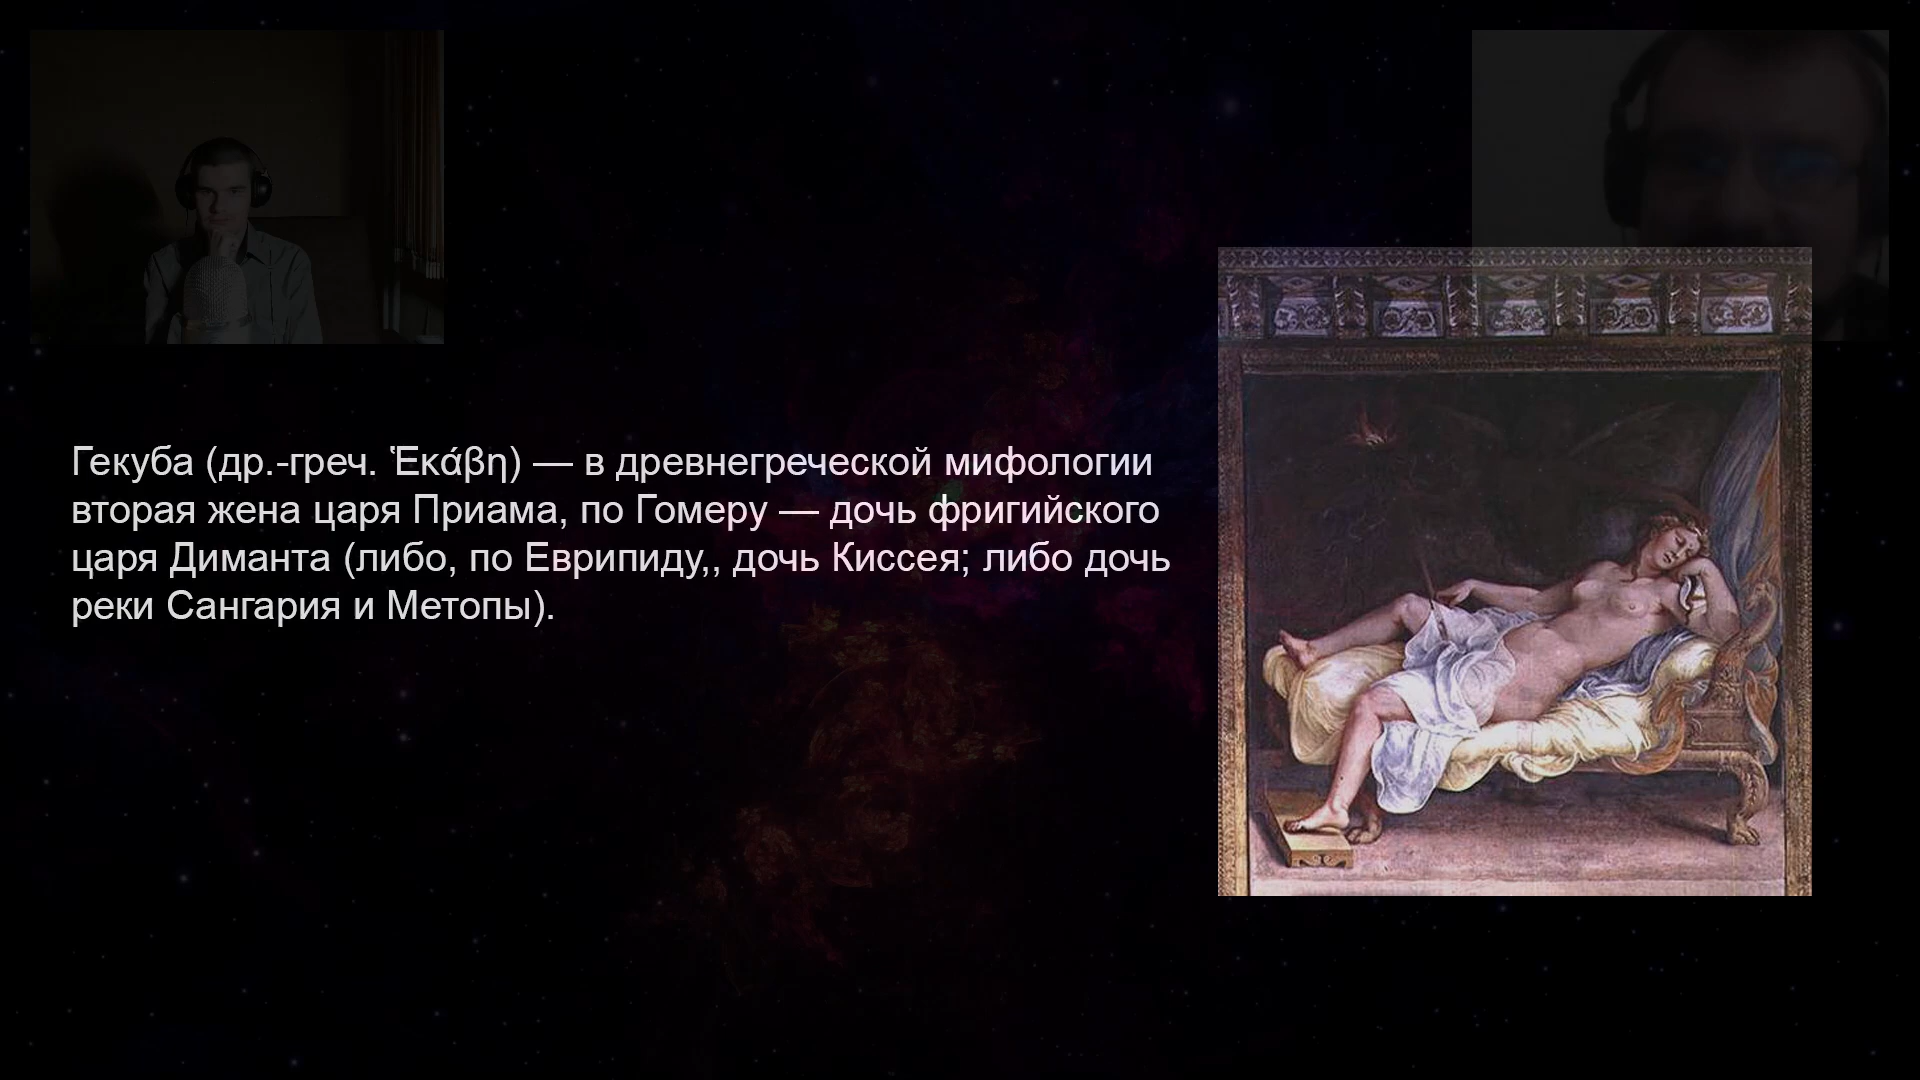 Гекуба (др.-греч. Ἑκάβη) — в древнегреческой мифологии
вторая жена царя Приама, по Гомеру — дочь фригийского
царя Диманта (либо, по Еврипиду,, дочь Киссея; либо дочь
реки Сангария и Метопы).